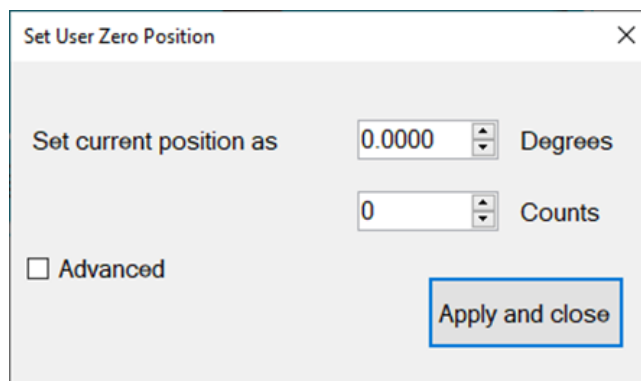 Set User Zero Position
Set current position as 0.0000 Degrees
0 Counts
Advanced
Apply and close